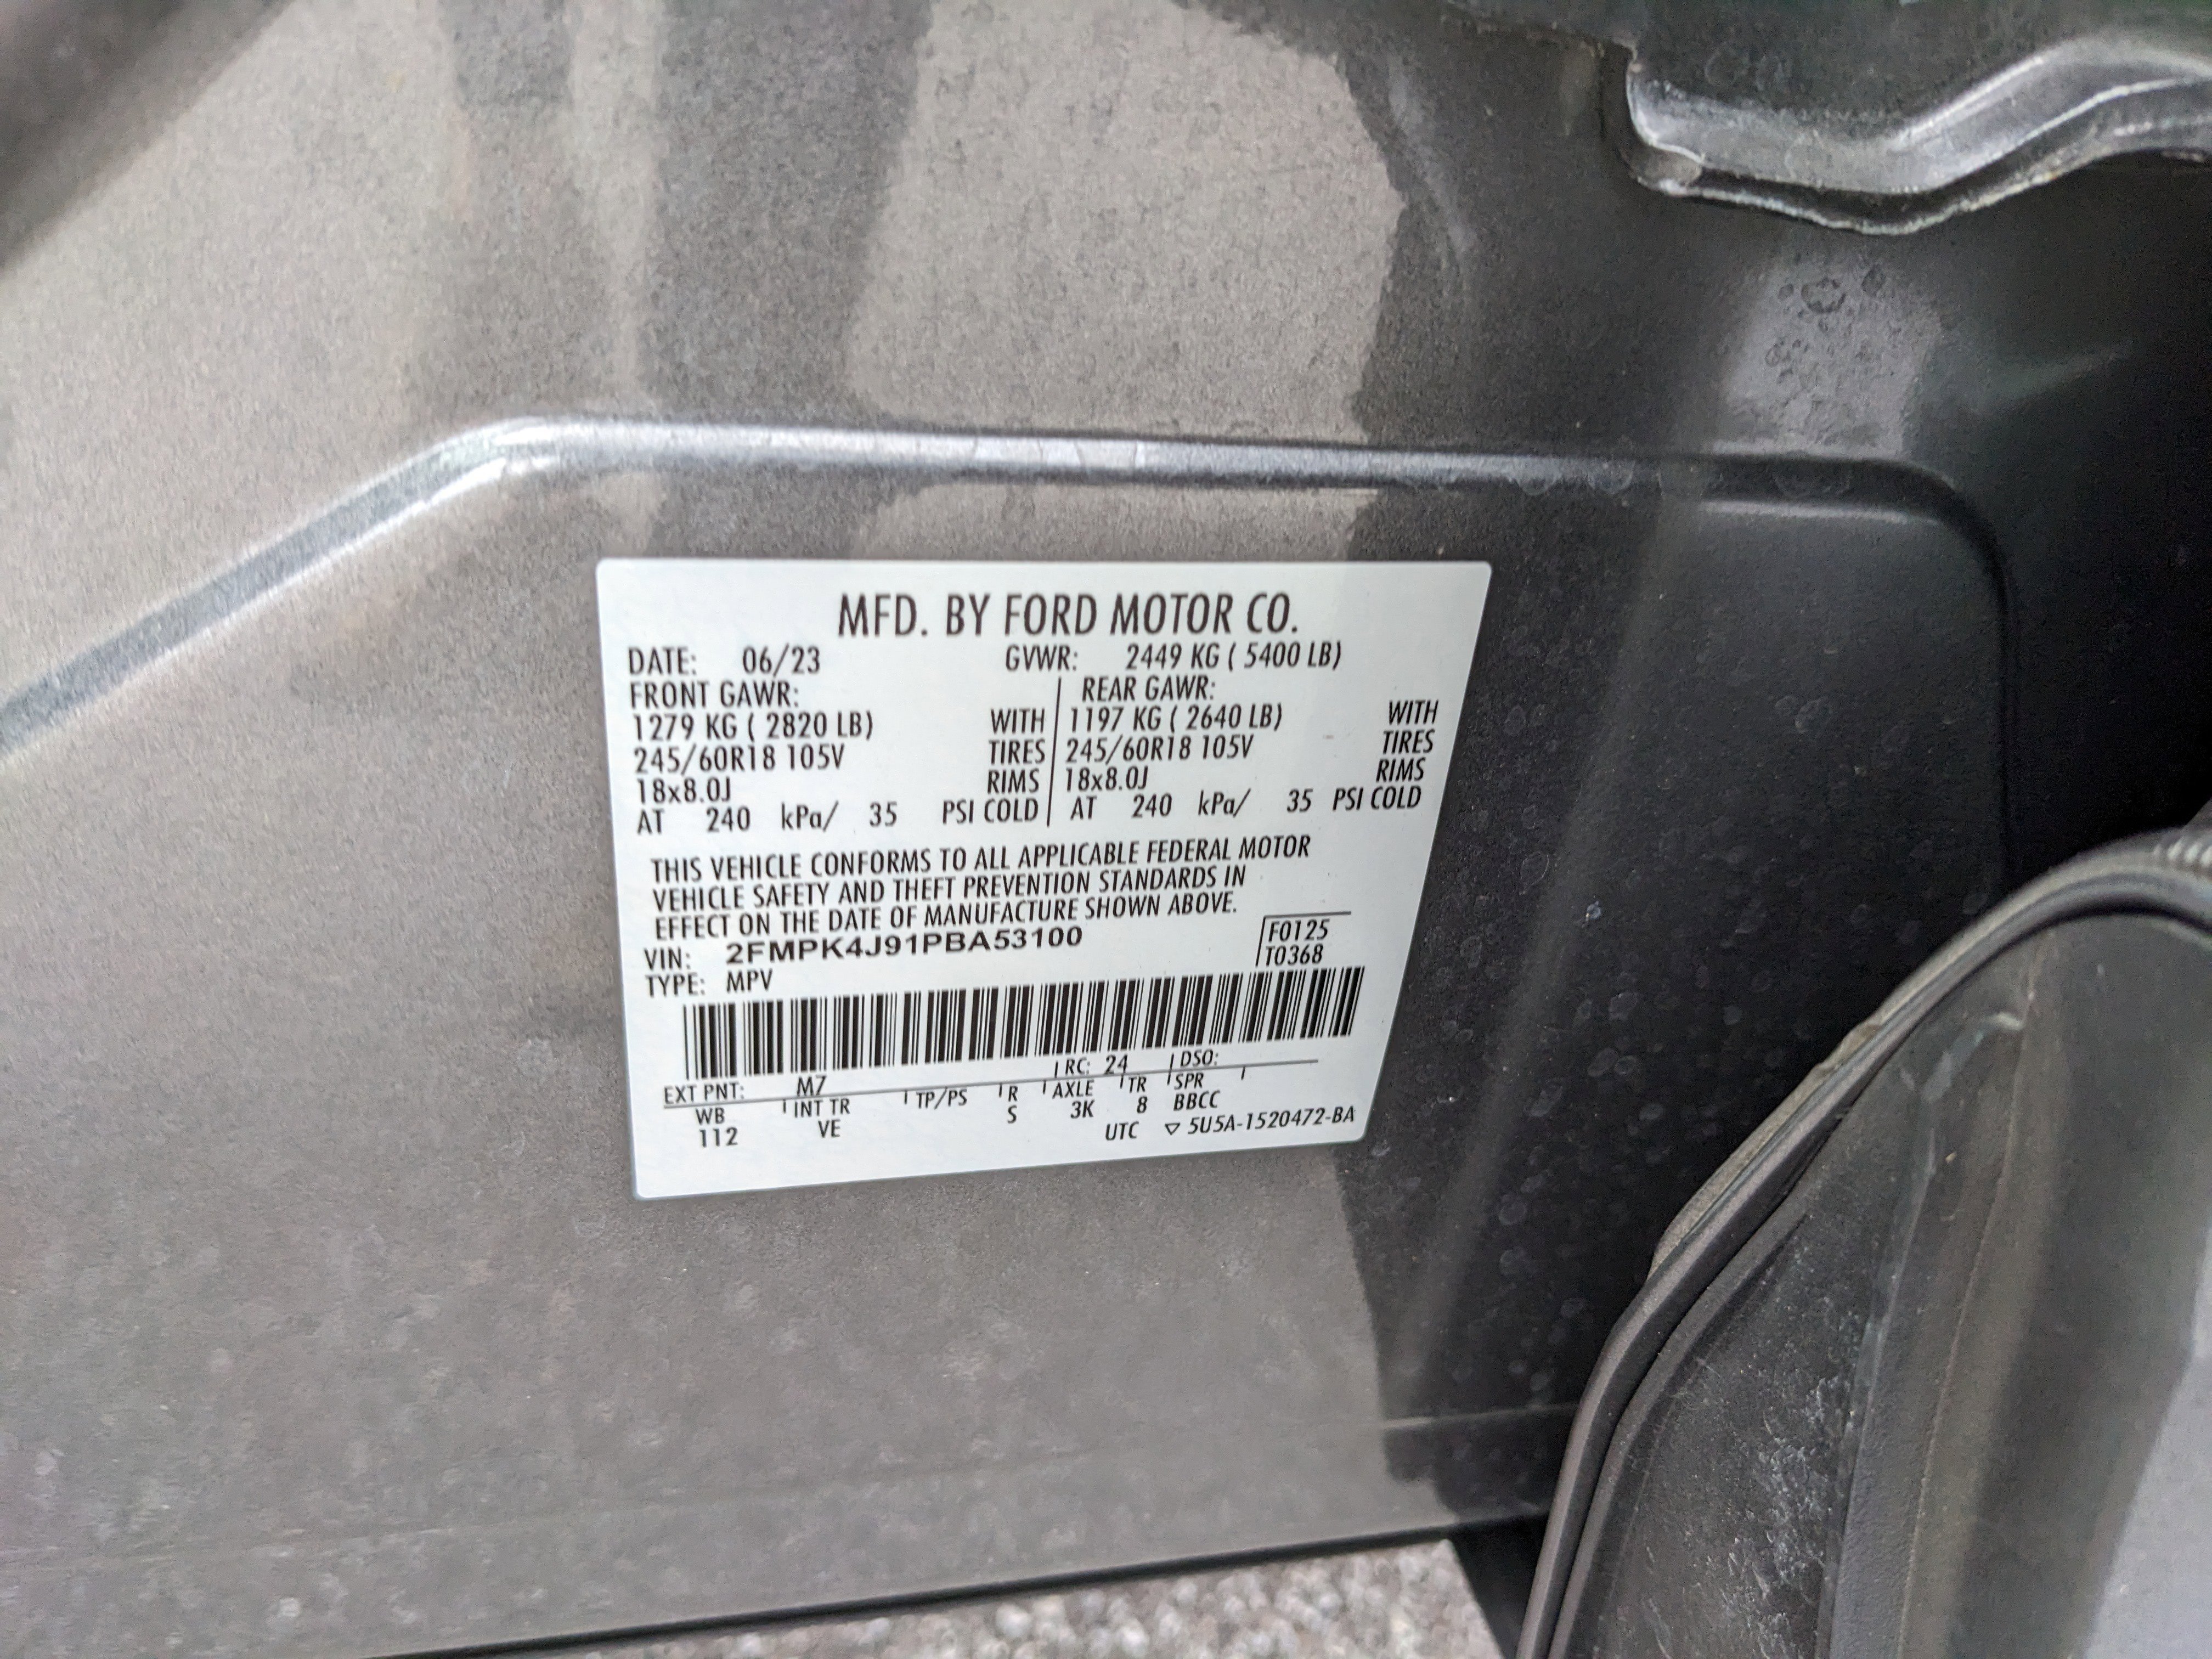 MFD. BY FORD MOTOR CO.
DATE: 06/23 GVWR: 2449 KG ( 5400 LB)
FRONT GAWR: REAR GAWR:
1279 KG ( 2820 LB) WITH 1197 KG ( 2640 LB) WITH
245/60R18 105V TIRES 245/60R18 105V TIRES
18x8.0J RIMS 18x8.0J RIMS
AT 240 kPa/ 35 PSI COLD AT 240 kPa/ 35 PSI COLD
THIS VEHICLE CONFORMS TO ALL APPLICABLE FEDERAL MOTOR
VEHICLE SAFETY AND THEFT PREVENTION STANDARDS IN
EFFECT ON THE DATE OF MANUFACTURE SHOWN ABOVE.
VIN: 2FMPK4J91PBA53100 F0125
TYPE: MPV T0368
EXT PNT: M7 RC: 24 DSO:
WB INT TR TP/PS R AXLE TR SPR
112 VE S 3K 8 BBCC
UTC ▽ 5U5A-1520472-BA